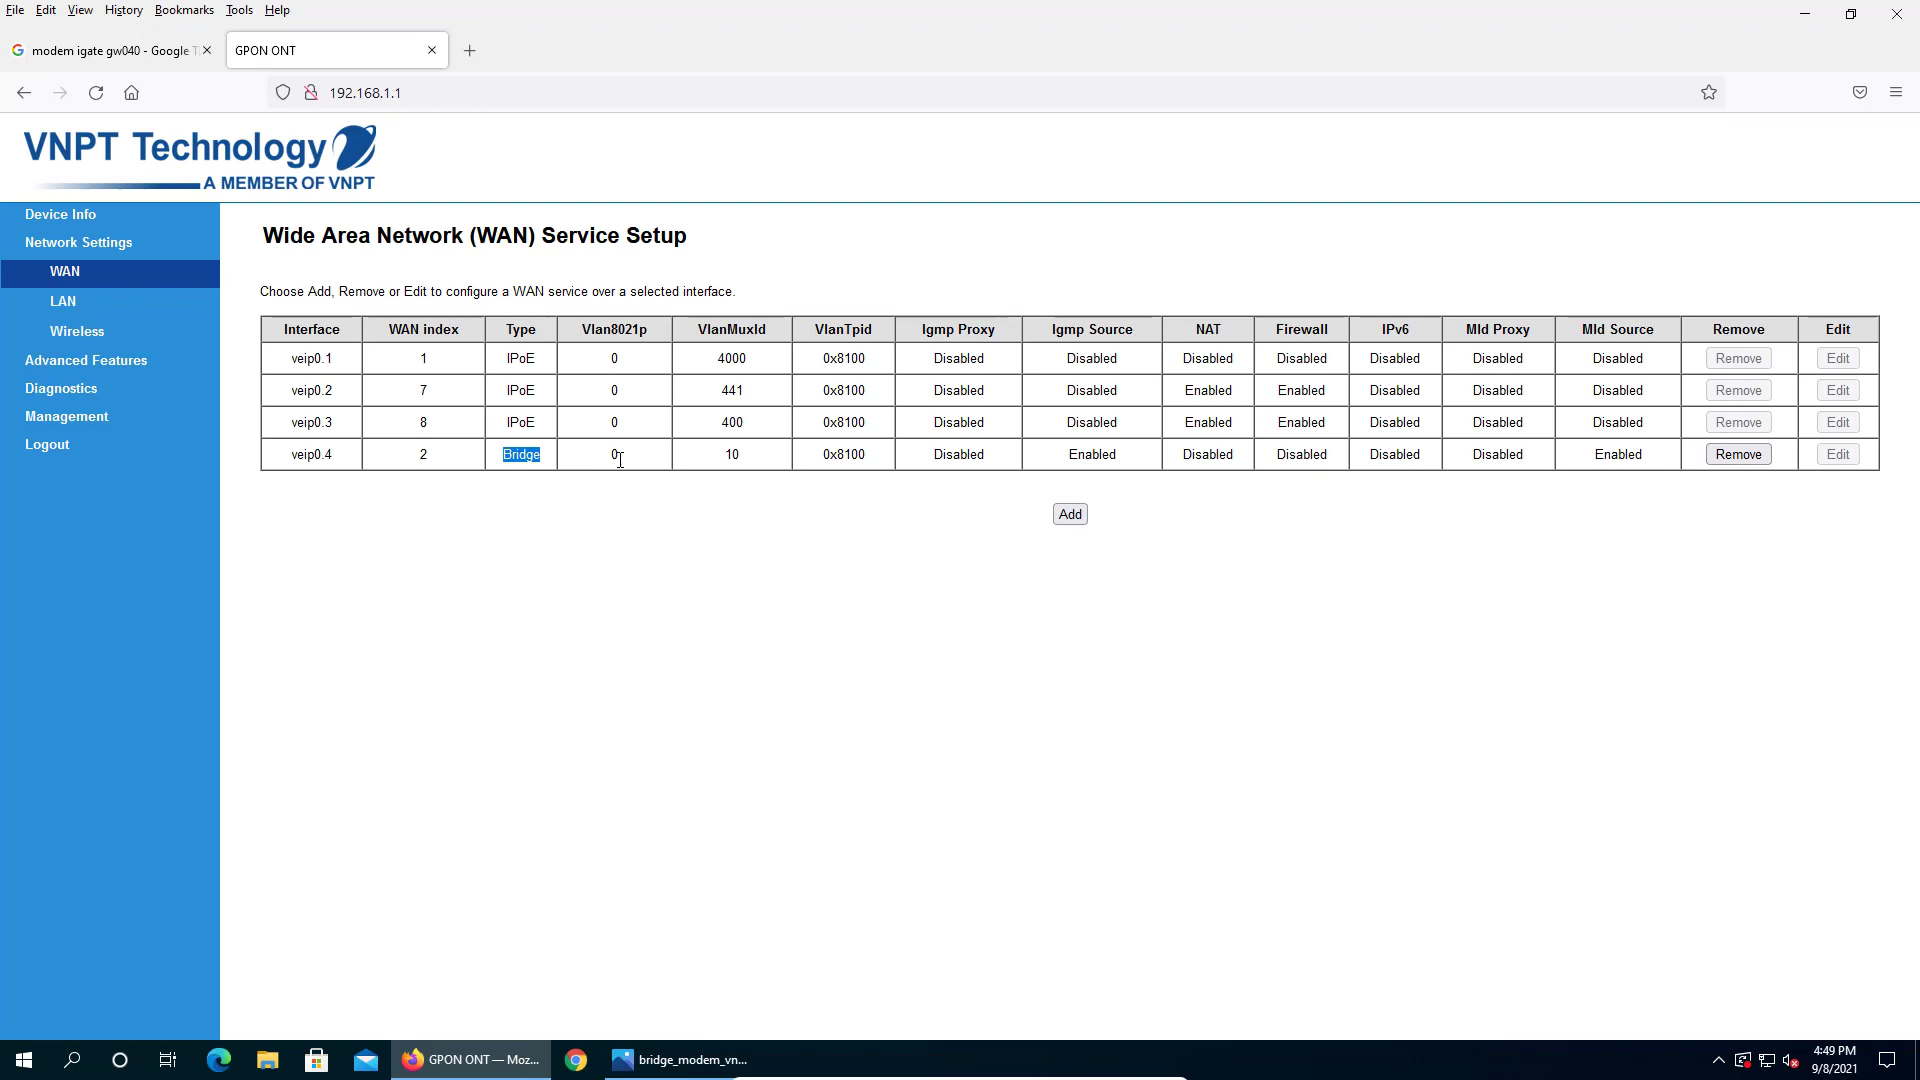 File Edit View History Bookmarks Tools Help
modem igate gw040 - Google T
GPON ONT
192.168.1.1
VNPT Technology
A MEMBER OF VNPT
Device Info
Network Settings
WAN
LAN
Wireless
Advanced Features
Diagnostics
Management
Logout
Wide Area Network (WAN) Service Setup
Choose Add, Remove or Edit to configure a WAN service over a selected interface.
Interface WAN index Type Vlan8021p VlanMuxId VlanTpid Igmp Proxy Igmp Source NAT Firewall IPv6 Mld Proxy Mld Source Remove Edit
veip0.1 1 IPoE 0 4000 0x8100 Disabled Disabled Disabled Disabled Disabled Disabled Disabled Remove Edit
veip0.2 7 IPoE 0 441 0x8100 Disabled Disabled Enabled Enabled Disabled Disabled Disabled Remove Edit
veip0.3 8 IPoE 0 400 0x8100 Disabled Disabled Enabled Enabled Disabled Disabled Disabled Remove Edit
veip0.4 2 Bridge 0 10 0x8100 Disabled Enabled Disabled Disabled Disabled Disabled Enabled Remove Edit
Add
GPON ONT — Moz...
bridge_modem_vn...
4:49 PM
9/8/2021